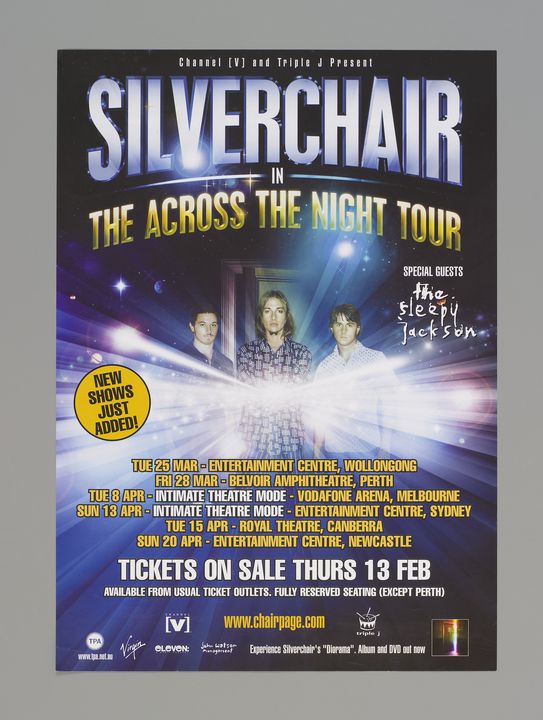 Channel [V] and Triple J Present
SILVERCHAIR
IN
THE ACROSS THE NIGHT TOUR
SPECIAL GUESTS
the
sleepy
jackson
NEW
SHOWS
JUST
ADDED!
TUE 25 MAR - ENTERTAINMENT CENTRE, WOLLONGONG
FRI 28 MAR - BELVOIR AMPHITHEATRE, PERTH
TUE 8 APR - INTIMATE THEATRE MODE - VODAFONE ARENA, MELBOURNE
SUN 13 APR - INTIMATE THEATRE MODE - ENTERTAINMENT CENTRE, SYDNEY
TUE 15 APR - ROYAL THEATRE, CANBERRA
SUN 20 APR - ENTERTAINMENT CENTRE, NEWCASTLE
TICKETS ON SALE THURS 13 FEB
AVAILABLE FROM USUAL TICKET OUTLETS. FULLY RESERVED SEATING (EXCEPT PERTH)
CHANNEL
[V]
www.chairpage.com
triple j
TPA
www.tpa.net.au
Virgin
eleven:
john watson
management
Experience Silverchair's "Diorama". Album and DVD out now